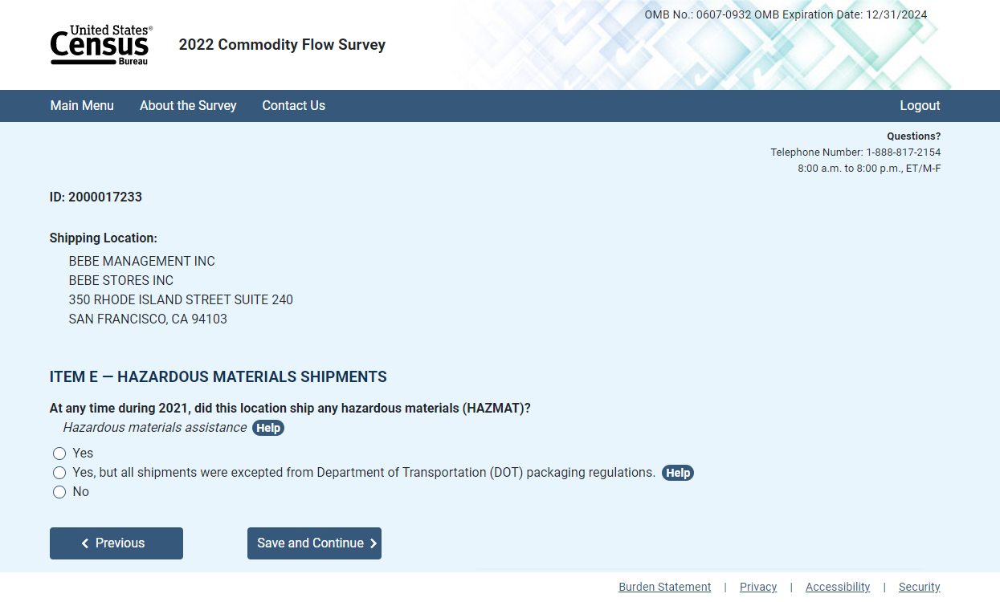 OMB No.: 0607-0932 OMB Expiration Date: 12/31/2024
United States®
Census
Bureau
2022 Commodity Flow Survey
Main Menu About the Survey Contact Us Logout
Questions?
Telephone Number: 1-888-817-2154
8:00 a.m. to 8:00 p.m., ET/M-F
ID: 2000017233
Shipping Location:
BEBE MANAGEMENT INC
BEBE STORES INC
350 RHODE ISLAND STREET SUITE 240
SAN FRANCISCO, CA 94103
ITEM E — HAZARDOUS MATERIALS SHIPMENTS
At any time during 2021, did this location ship any hazardous materials (HAZMAT)?
Hazardous materials assistance Help
Yes
Yes, but all shipments were excepted from Department of Transportation (DOT) packaging regulations. Help
No
Previous Save and Continue
Burden Statement | Privacy | Accessibility | Security